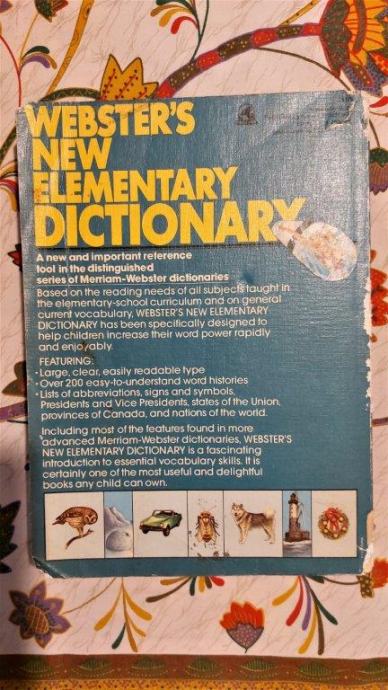 WEBSTER'S
NEW
ELEMENTARY
DICTIONARY
A new and important reference
tool in the distinguished
series of Merriam-Webster dictionaries
Based on the reading needs of all subjects taught in
the elementary-school curriculum and on general
current vocabulary, WEBSTER'S NEW ELEMENTARY
DICTIONARY has been specifically designed to
help children increase their word power rapidly
and enjoyably.
FEATURING:
• Large, clear, easily readable type
• Over 200 easy-to-understand word histories
• Lists of abbreviations, signs and symbols,
Presidents and Vice Presidents, states of the Union,
provinces of Canada, and nations of the world.
Including most of the features found in more
advanced Merriam-Webster dictionaries, WEBSTER'S
NEW ELEMENTARY DICTIONARY is a fascinating
introduction to essential vocabulary skills. It is
certainly one of the most useful and delightful
books any child can own.